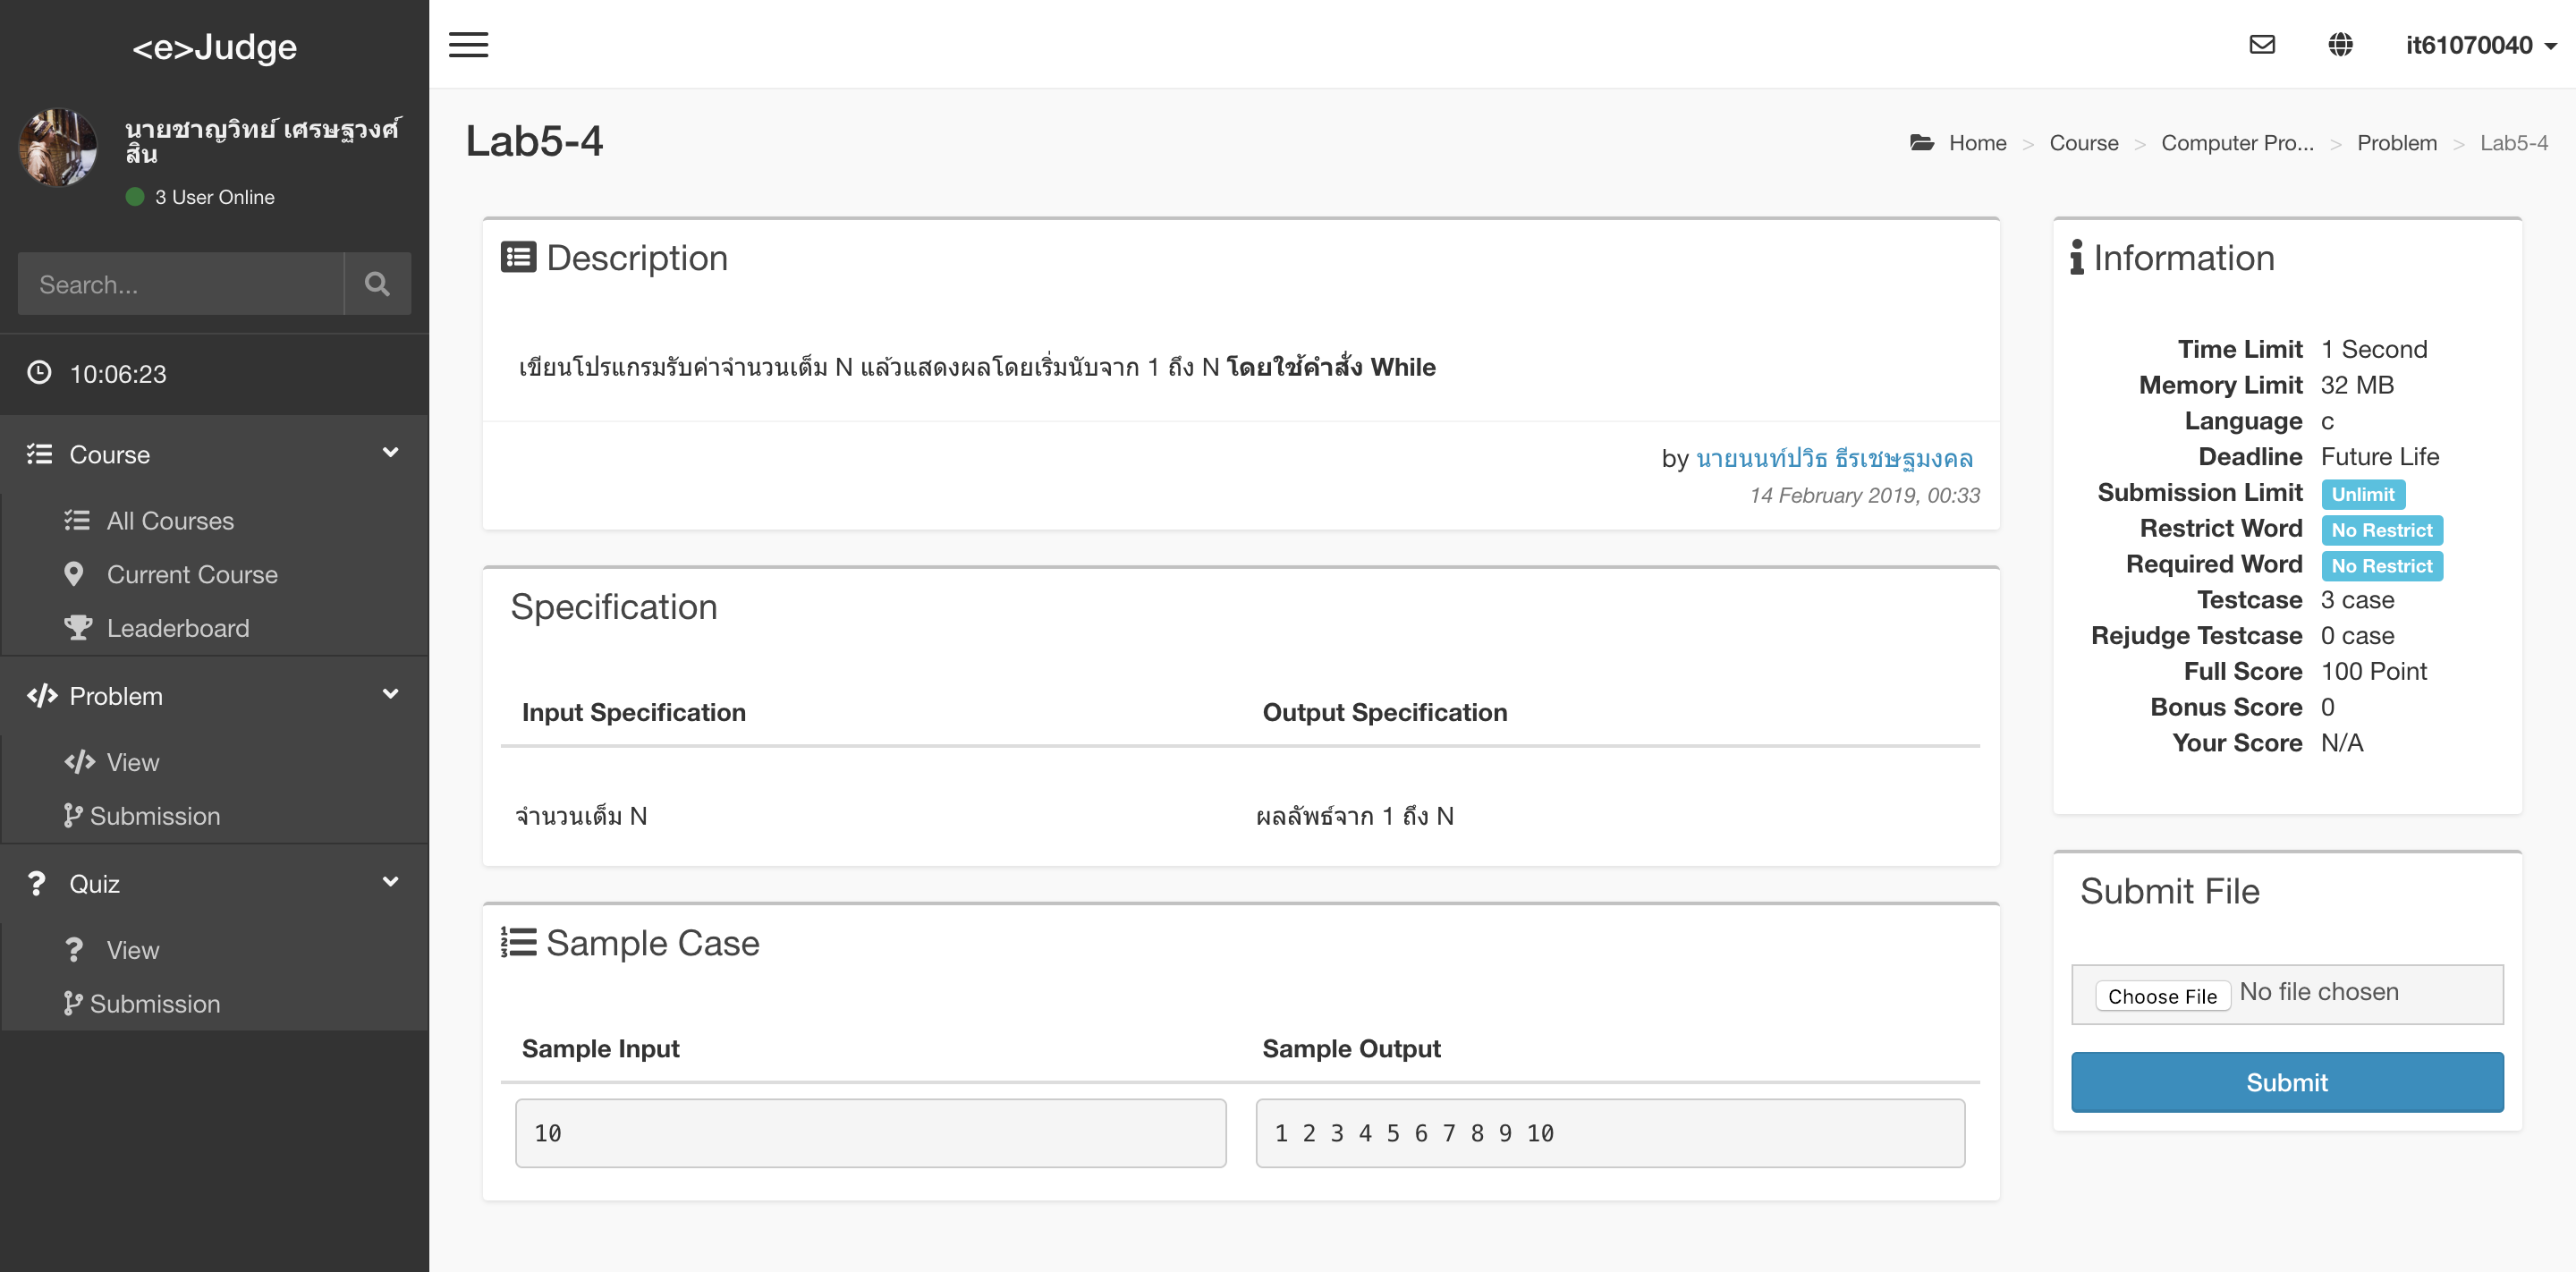 <e>Judge
it61070040
นายชาญวิทย์ เศรษฐวงศ์
สิน
3 User Online
Search...
10:06:23
Course
All Courses
Current Course
Leaderboard
Problem
View
Submission
Quiz
View
Submission
Lab5-4
Home > Course > Computer Pro... > Problem > Lab5-4
Description
เขียนโปรแกรมรับค่าจำนวนเต็ม N แล้วแสดงผลโดยเริ่มนับจาก 1 ถึง N โดยใช้คำสั่ง While
by นายนนท์ปวิธ ธีรเชษฐมงคล
14 February 2019, 00:33
Specification
Input Specification Output Specification
จำนวนเต็ม N ผลลัพธ์จาก 1 ถึง N
Sample Case
Sample Input Sample Output
10 1 2 3 4 5 6 7 8 9 10
Information
Time Limit 1 Second
Memory Limit 32 MB
Language c
Deadline Future Life
Submission Limit Unlimit
Restrict Word No Restrict
Required Word No Restrict
Testcase 3 case
Rejudge Testcase 0 case
Full Score 100 Point
Bonus Score 0
Your Score N/A
Submit File
Choose File No file chosen
Submit